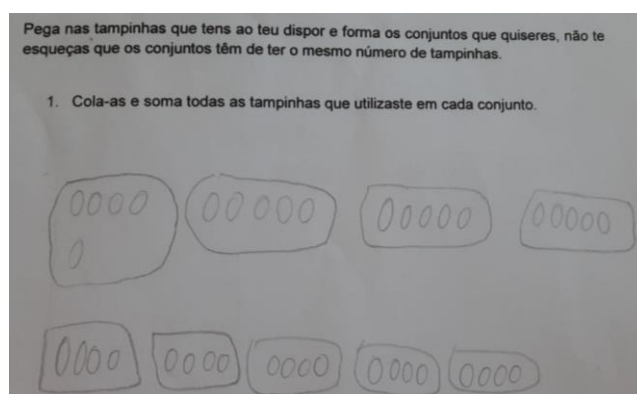 Pega nas tampinhas que tens ao teu dispor e forma os conjuntos que quiseres, não te
esqueças que os conjuntos têm de ter o mesmo número de tampinhas.
1. Cola-as e soma todas as tampinhas que utilizaste em cada conjunto.